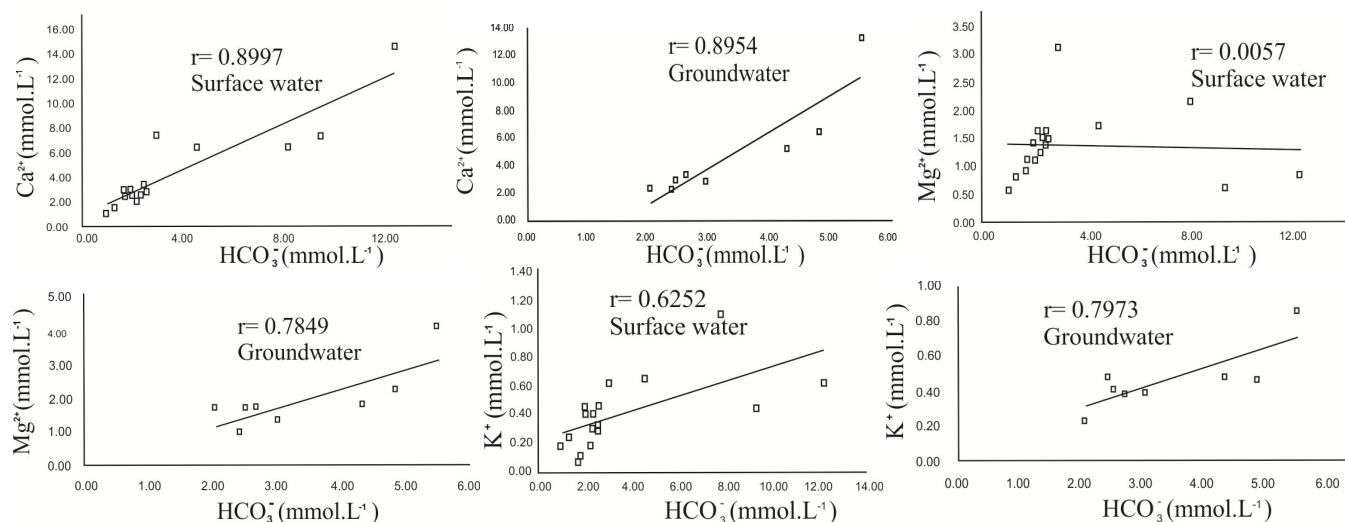 16.00
14.00
12.00
10.00
8.00
6.00
4.00
2.00
0.00
Ca²⁺(mmol.L⁻¹)
r= 0.8997
Surface water
0.00 4.00 8.00 12.00
HCO₃⁻(mmol.L⁻¹)
14.00
12.00
10.00
8.00
6.00
4.00
2.00
0.00
Ca²⁺(mmol.L⁻¹)
r= 0.8954
Groundwater
0.00 1.00 2.00 3.00 4.00 5.00 6.00
HCO₃⁻(mmol.L⁻¹)
3.50
3.00
2.50
2.00
1.50
1.00
0.50
0.00
Mg²⁺(mmol.L⁻¹)
r= 0.0057
Surface water
0.00 4.00 8.00 12.00
HCO₃⁻(mmol.L⁻¹)
5.00
4.00
3.00
2.00
1.00
0.00
Mg²⁺(mmol.L⁻¹)
r= 0.7849
Groundwater
0.00 1.00 2.00 3.00 4.00 5.00 6.00
HCO₃⁻(mmol.L⁻¹)
1.40
1.20
1.00
0.80
0.60
0.40
0.20
0.00
K⁺(mmol.L⁻¹)
r= 0.6252
Surface water
0.00 2.00 4.00 6.00 8.00 10.00 12.00 14.00
HCO₃⁻(mmol.L⁻¹)
1.00
0.80
0.60
0.40
0.20
0.00
K⁺(mmol.L⁻¹)
r= 0.7973
Groundwater
0.00 1.00 2.00 3.00 4.00 5.00 6.00
HCO₃⁻(mmol.L⁻¹)